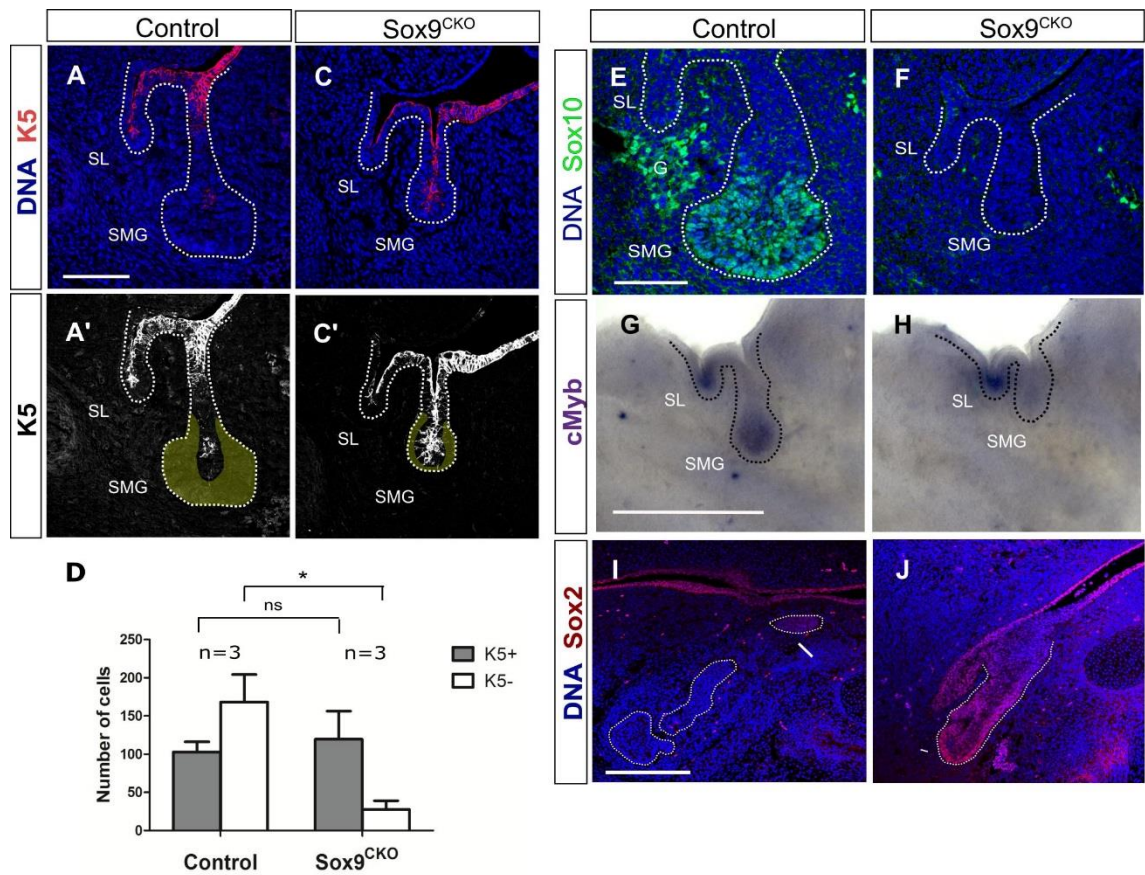 Control
Sox9CKO
DNA K5
A
SL
SMG
C
SL
SMG
K5
A'
SL
SMG
C'
SL
SMG
D
*
ns
n=3
n=3
Number of cells
250
200
150
100
50
0
K5+
K5-
Control
Sox9CKO
Control
Sox9CKO
DNA Sox10
E
SL
G
SMG
F
SL
SMG
cMyb
G
SL
SMG
H
SL
SMG
DNA Sox2
I
J